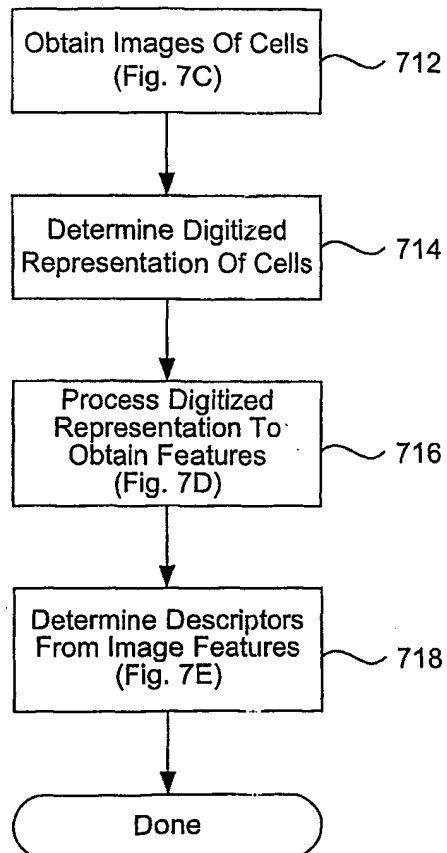 Obtain Images Of Cells
(Fig. 7C)
712
Determine Digitized
Representation Of Cells
714
Process Digitized
Representation To
Obtain Features
(Fig. 7D)
716
Determine Descriptors
From Image Features
(Fig. 7E)
718
Done